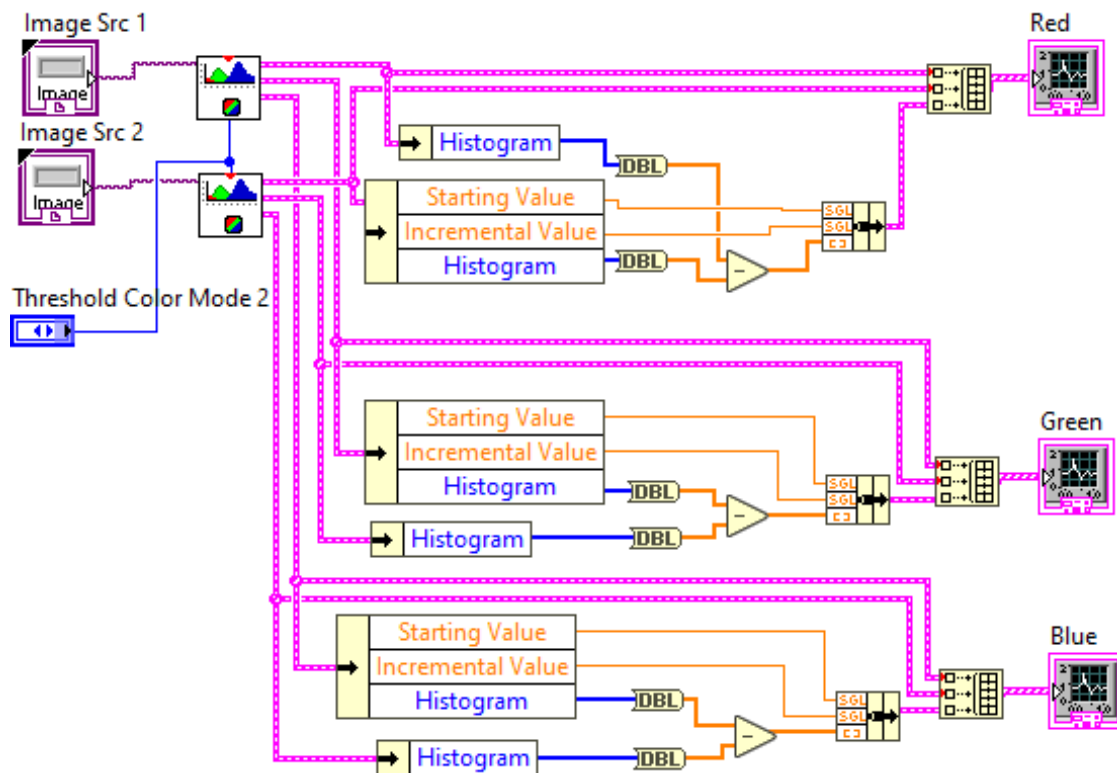 Image Src 1
Red
Image
Image Src 2
Histogram
DBL
Image
Starting Value
SGL
Incremental Value
SGL
Histogram
DBL
Threshold Color Mode 2
Starting Value
Green
Incremental Value
Histogram
DBL
SGL
SGL
Histogram
DBL
Starting Value
Blue
Incremental Value
Histogram
DBL
SGL
SGL
Histogram
DBL